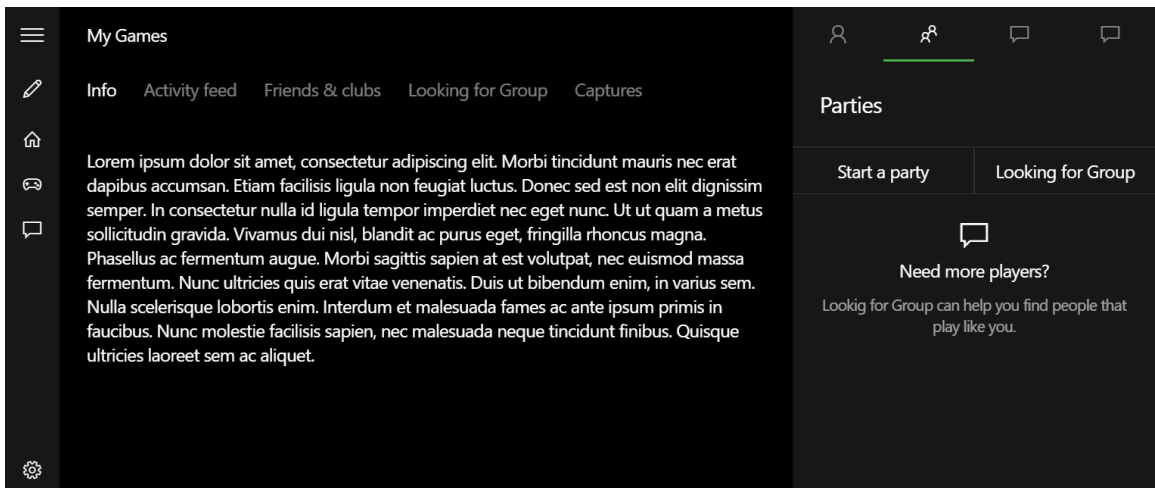 My Games
Info Activity feed Friends & clubs Looking for Group Captures
Lorem ipsum dolor sit amet, consectetur adipiscing elit. Morbi tincidunt mauris nec erat
dapibus accumsan. Etiam facilisis ligula non feugiat luctus. Donec sed est non elit dignissim
semper. In consectetur nulla id ligula tempor imperdiet nec eget nunc. Ut ut quam a metus
sollicitudin gravida. Vivamus dui nisl, blandit ac purus eget, fringilla rhoncus magna.
Phasellus ac fermentum augue. Morbi sagittis sapien at est volutpat, nec euismod massa
fermentum. Nunc ultricies quis erat vitae venenatis. Duis ut bibendum enim, in varius sem.
Nulla scelerisque lobortis enim. Interdum et malesuada fames ac ante ipsum primis in
faucibus. Nunc molestie facilisis sapien, nec malesuada neque tincidunt finibus. Quisque
ultricies laoreet sem ac aliquet.
Parties
Start a party Looking for Group
Need more players?
Lookig for Group can help you find people that
play like you.